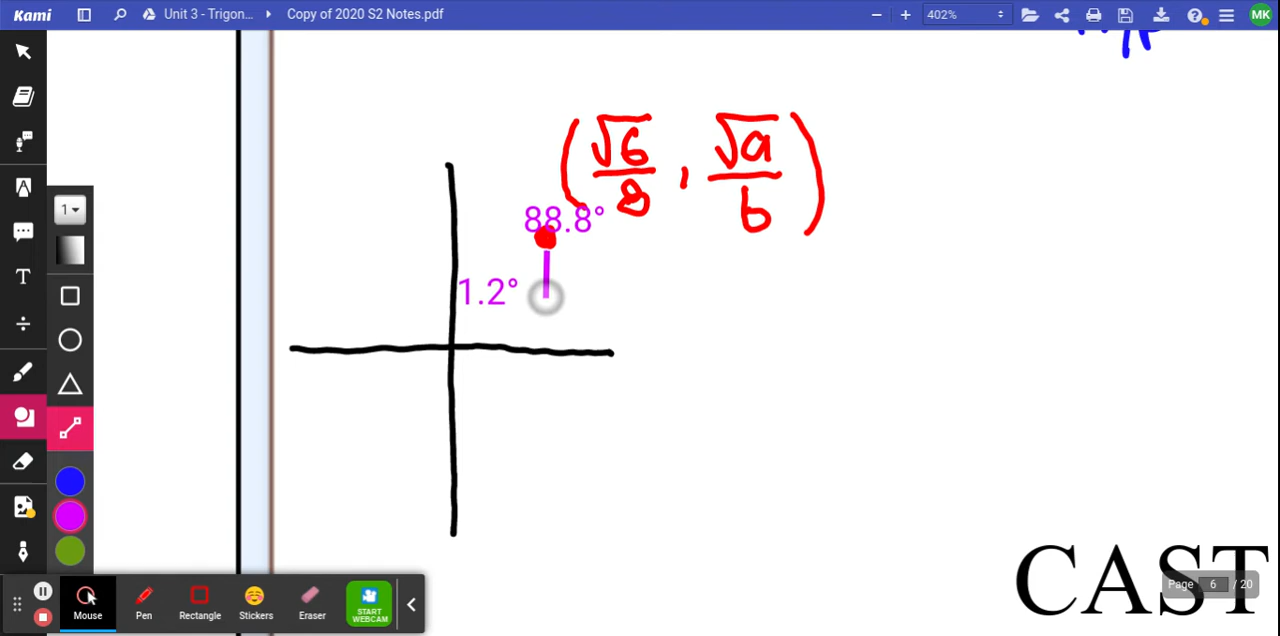 Kami
Unit 3 - Trigon...
Copy of 2020 S2 Notes.pdf
402%
MK
1
(√6/8, √a/b)
88.8°
1.2°
T
CAST
Page 6 / 20
Mouse
Pen
Rectangle
Stickers
Eraser
START WEBCAM